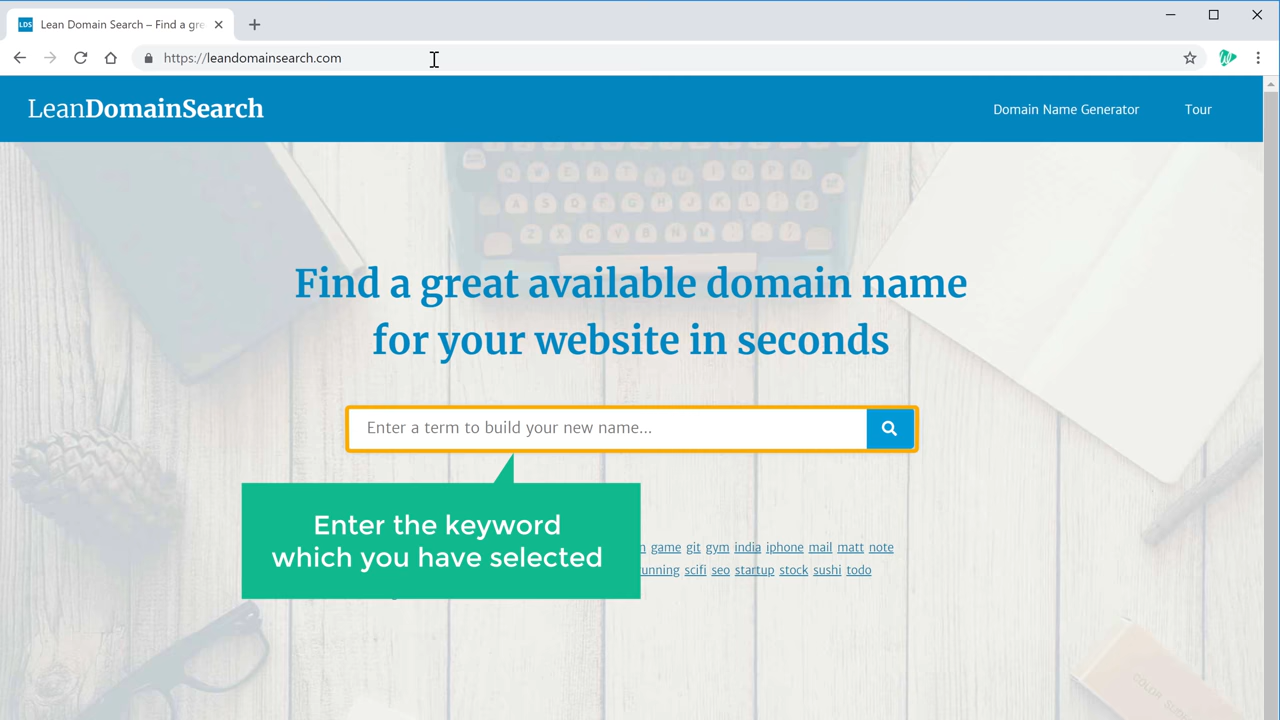 LDS Lean Domain Search – Find a gre
https://leandomainsearch.com
LeanDomainSearch
Domain Name Generator Tour
Find a great available domain name
for your website in seconds
Enter a term to build your new name...
Enter the keyword
which you have selected
game git gym india iphone mail matt note
unning scifi seo startup stock sushi todo